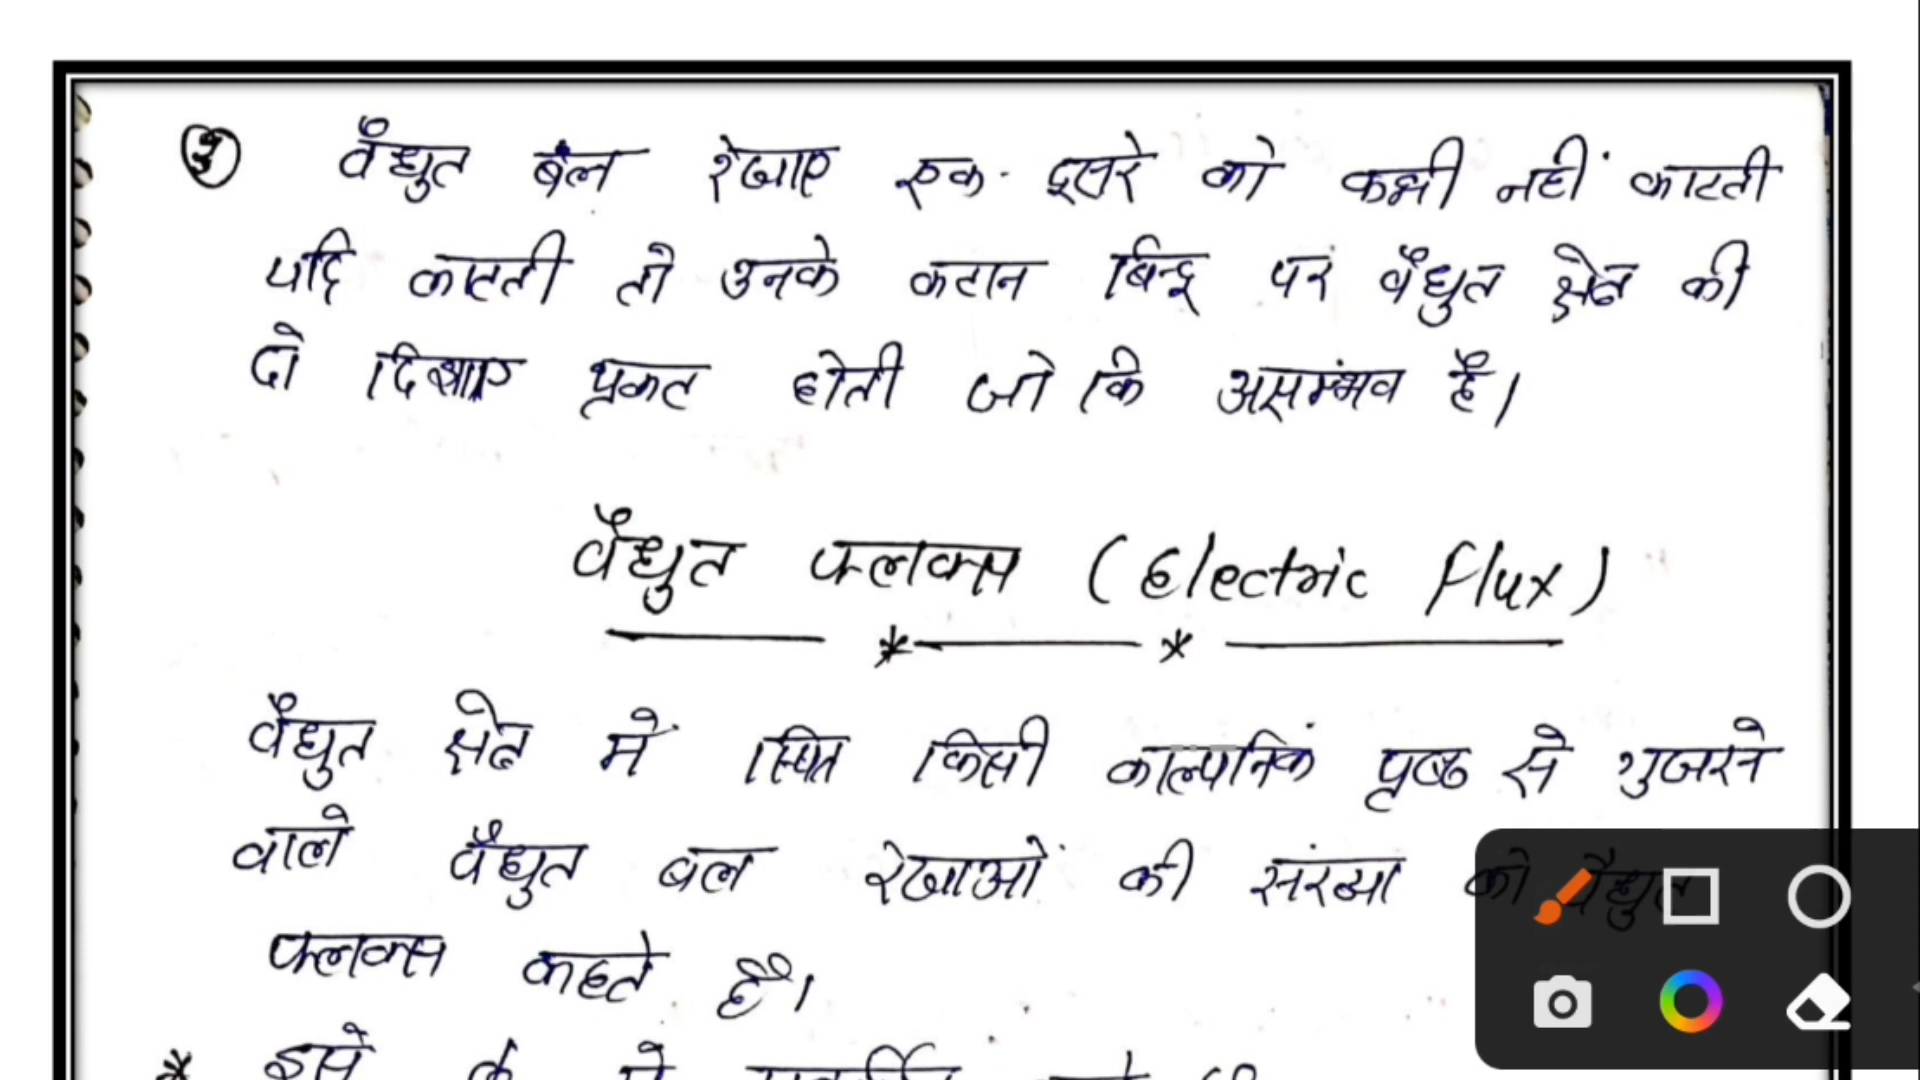 ③ वैधुत बल रेखाए एक-दूसरे को कभी नहीं काटती
यदि काटती तो उनके कटान बिन्दू पर वैधुत क्षेत्र की
दो दिशाए प्रकट होती जो कि असम्भव है।
वैधुत फ्लक्स (Electric flux)
वैधुत क्षेत्र में स्थित किसी काल्पनिक पृष्ठ से गुजरने
वाले वैधुत बल रेखाओं की संख्या को वैधुत
फ्लक्स कहते है।
* इसे